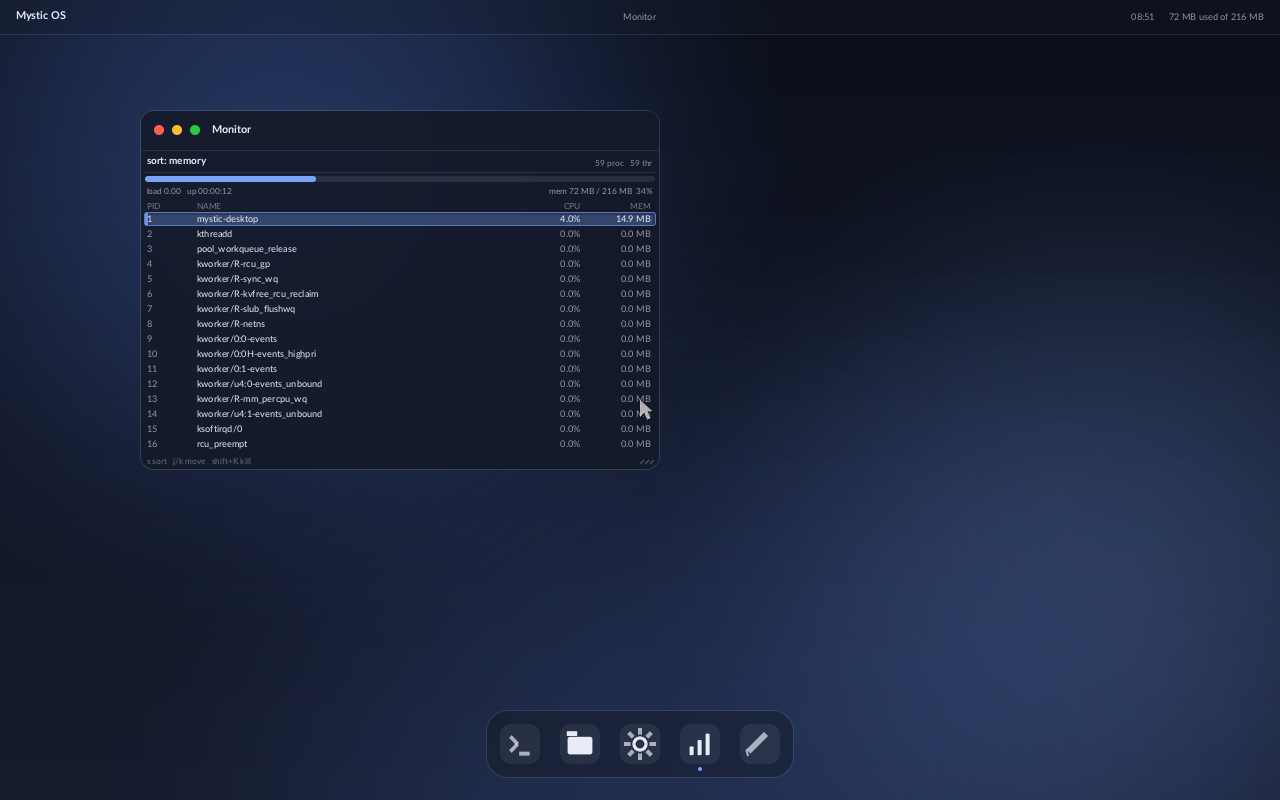 Mystic OS Monitor 08:51 72 MB used of 216 MB
Monitor
sort: memory 59 proc 59 thr
load 0.00 up 00:00:12 mem 72 MB / 216 MB 34%
PID NAME CPU MEM
1 mystic-desktop 4.0% 14.9 MB
2 kthreadd 0.0% 0.0 MB
3 pool_workqueue_release 0.0% 0.0 MB
4 kworker/R-rcu_gp 0.0% 0.0 MB
5 kworker/R-sync_wq 0.0% 0.0 MB
6 kworker/R-kvfree_rcu_reclaim 0.0% 0.0 MB
7 kworker/R-slub_flushwq 0.0% 0.0 MB
8 kworker/R-netns 0.0% 0.0 MB
9 kworker/0:0-events 0.0% 0.0 MB
10 kworker/0:0H-events_highpri 0.0% 0.0 MB
11 kworker/0:1-events 0.0% 0.0 MB
12 kworker/u4:0-events_unbound 0.0% 0.0 MB
13 kworker/R-mm_percpu_wq 0.0% 0.0 MB
14 kworker/u4:1-events_unbound 0.0% 0.0
15 ksoftirqd/0 0.0% 0.0 MB
16 rcu_preempt 0.0% 0.0 MB
s sort j/k move shift+K kill